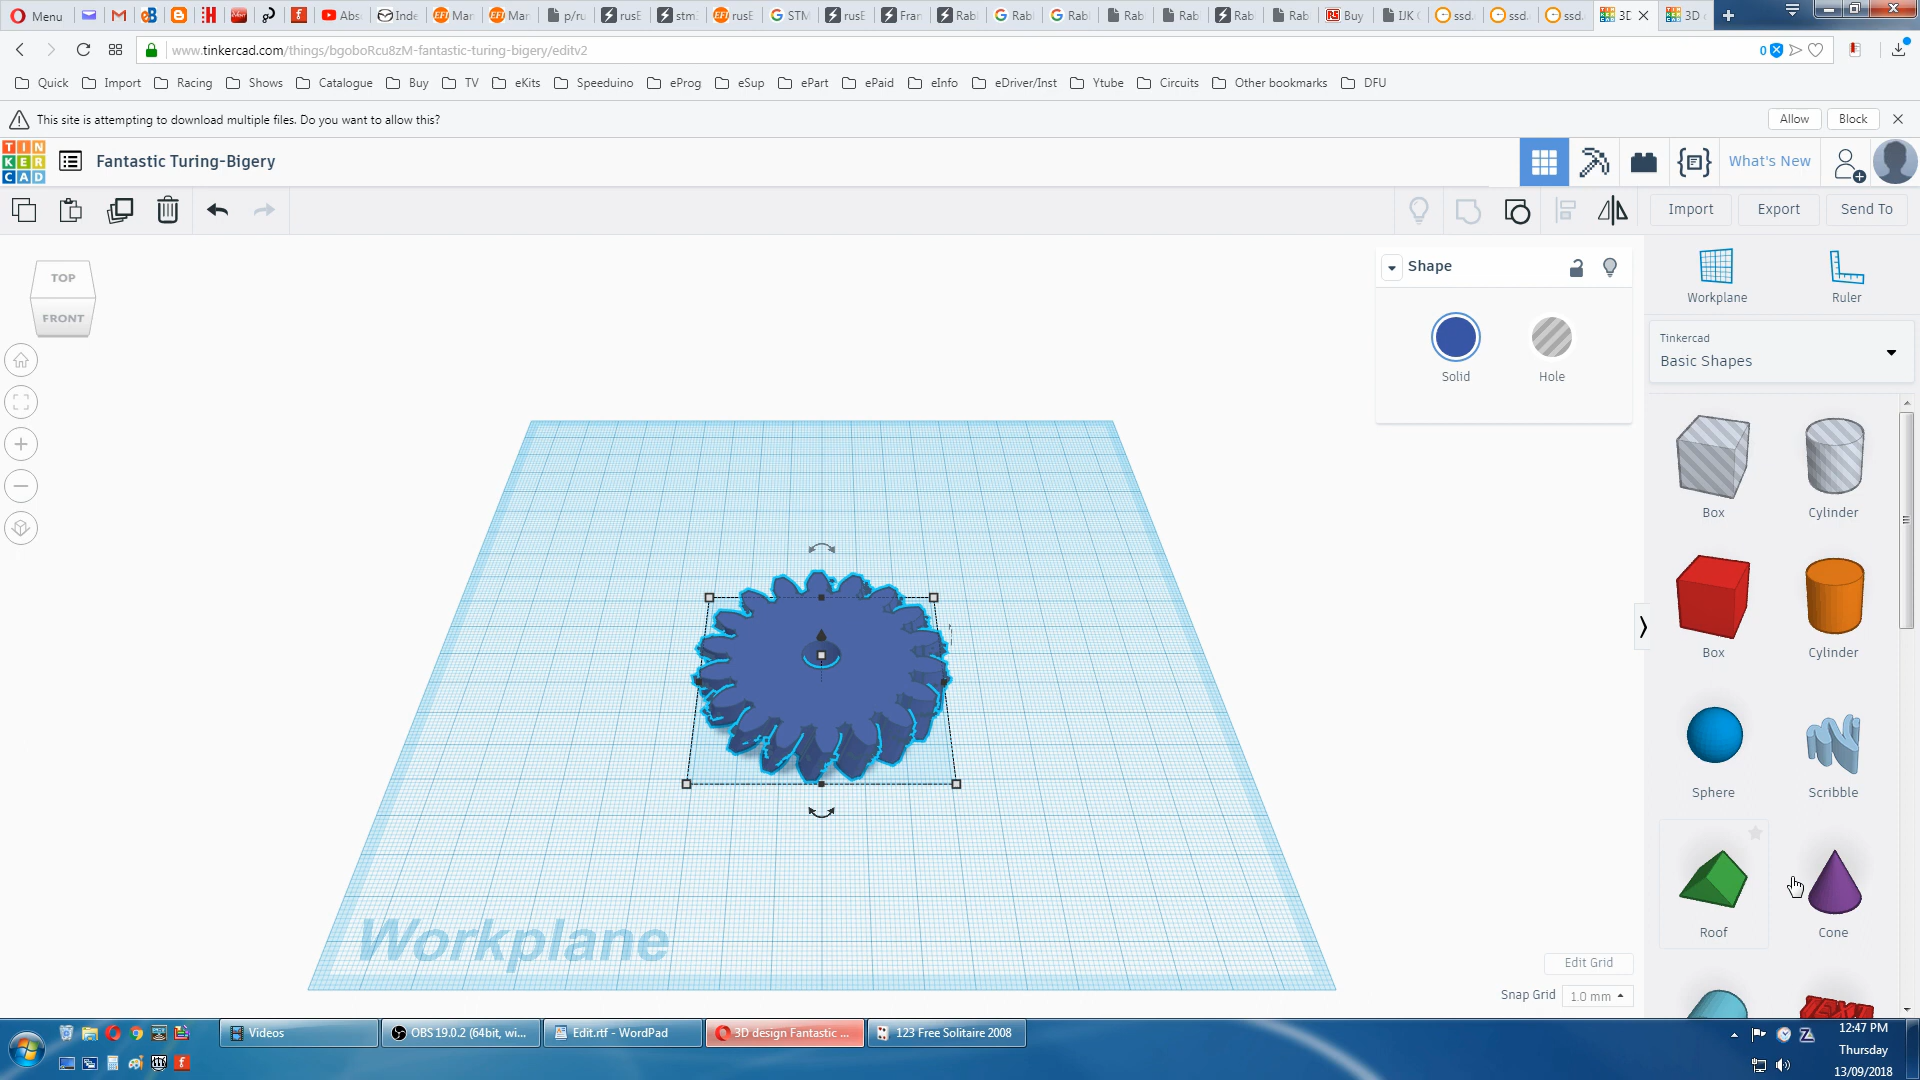 Menu
Abs
Inde
Mar
Mar
p/ru
rusE
stm
rusE
STM
rusE
Frar
Rabl
Rabl
Rabl
Rab
Rab
Rab
Rab
Buy
IJK
ssd.
ssd.
ssd.
3D
3D
www.tinkercad.com/things/bgoboRcu8zM-fantastic-turing-bigery/editv2
0
Quick Import Racing Shows Catalogue Buy TV eKits Speeduino eProg eSup ePart ePaid eInfo eDriver/Inst Ytube Circuits Other bookmarks DFU
This site is attempting to download multiple files. Do you want to allow this?
Allow
Block
TIN
KER
CAD
Fantastic Turing-Bigery
What's New
Import
Export
Send To
TOP
FRONT
Shape
Solid
Hole
Workplane
Ruler
Tinkercad
Basic Shapes
Box
Cylinder
Box
Cylinder
Sphere
Scribble
Roof
Cone
Workplane
Edit Grid
Snap Grid
1.0 mm
Videos
OBS 19.0.2 (64bit, wi...
Edit.rtf - WordPad
3D design Fantastic ...
123 Free Solitaire 2008
12:47 PM
Thursday
13/09/2018